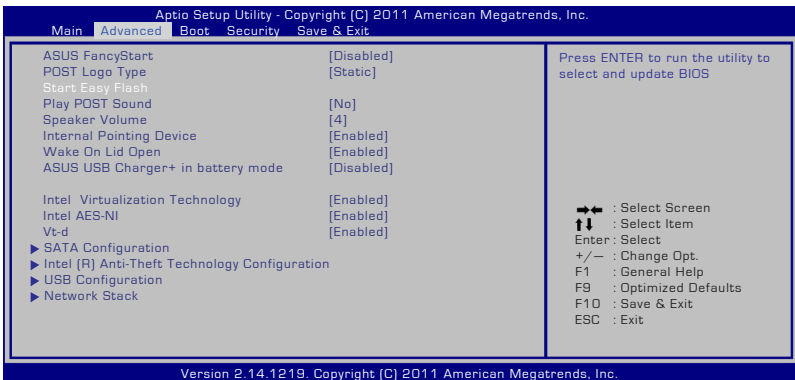 Aptio Setup Utility - Copyright (C) 2011 American Megatrends, Inc.
Main Advanced Boot Security Save & Exit
ASUS FancyStart [Disabled]
POST Logo Type [Static]
Start Easy Flash
Play POST Sound [No]
Speaker Volume [4]
Internal Pointing Device [Enabled]
Wake On Lid Open [Enabled]
ASUS USB Charger+ in battery mode [Disabled]
Intel Virtualization Technology [Enabled]
Intel AES-NI [Enabled]
Vt-d [Enabled]
SATA Configuration
Intel (R) Anti-Theft Technology Configuration
USB Configuration
Network Stack
Press ENTER to run the utility to
select and update BIOS
: Select Screen
: Select Item
Enter : Select
+/— : Change Opt.
F1 : General Help
F9 : Optimized Defaults
F10 : Save & Exit
ESC : Exit
Version 2.14.1219. Copyright (C) 2011 American Megatrends, Inc.